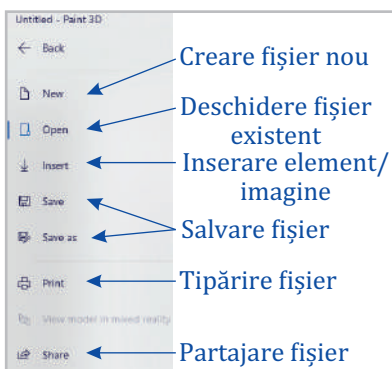 Untitled - Paint 3D
Back
New
Creare fișier nou
Open
Deschidere fișier
existent
Insert
Inserare element/
imagine
Save
Save as
Salvare fișier
Print
Tipărire fișier
View model in mixed reality
Share
Partajare fișier